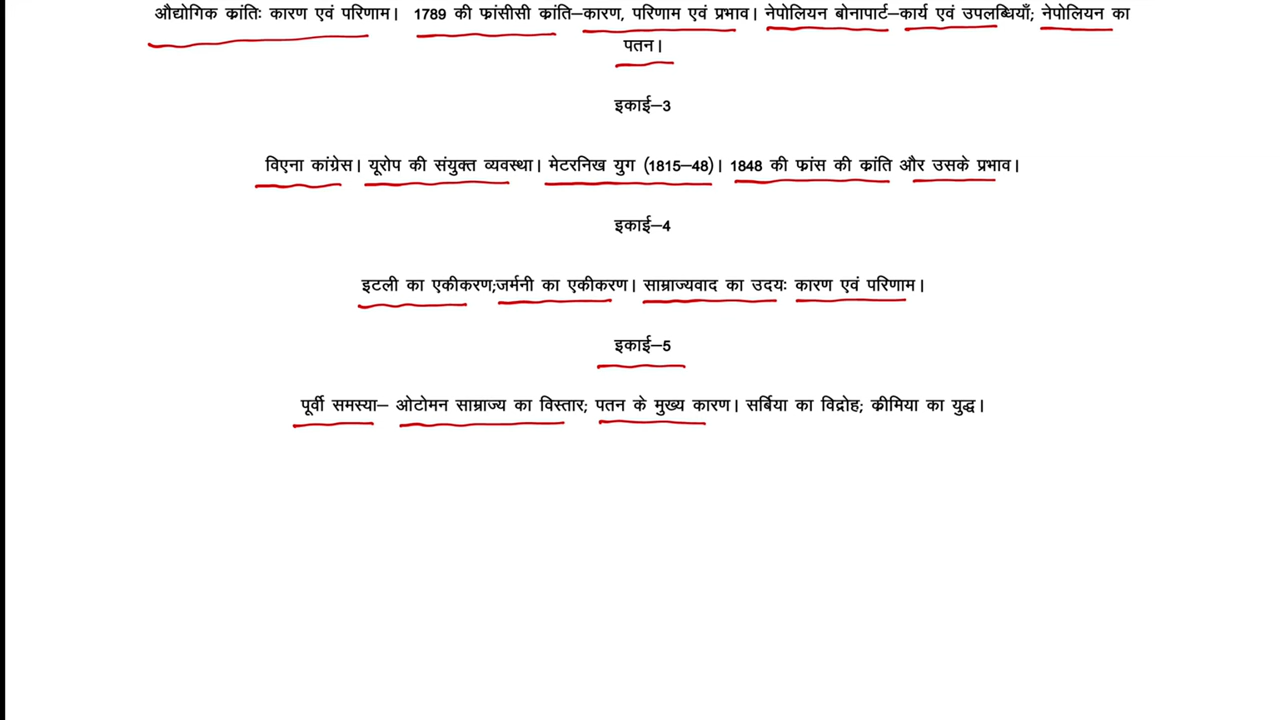 औद्योगिक क्रांतिः कारण एवं परिणाम। 1789 की फ्रांसीसी क्रांति–कारण, परिणाम एवं प्रभाव। नेपोलियन बोनापार्ट–कार्य एवं उपलब्धियाँ; नेपोलियन का
पतन।
इकाई–3
विएना कांग्रेस। यूरोप की संयुक्त व्यवस्था। मेटरनिख युग (1815–48)। 1848 की फ्रांस की क्रांति और उसके प्रभाव।
इकाई–4
इटली का एकीकरण;जर्मनी का एकीकरण। साम्राज्यवाद का उदयः कारण एवं परिणाम।
इकाई–5
पूर्वी समस्या– ओटोमन साम्राज्य का विस्तार; पतन के मुख्य कारण। सर्बिया का विद्रोह; क्रीमिया का युद्ध।